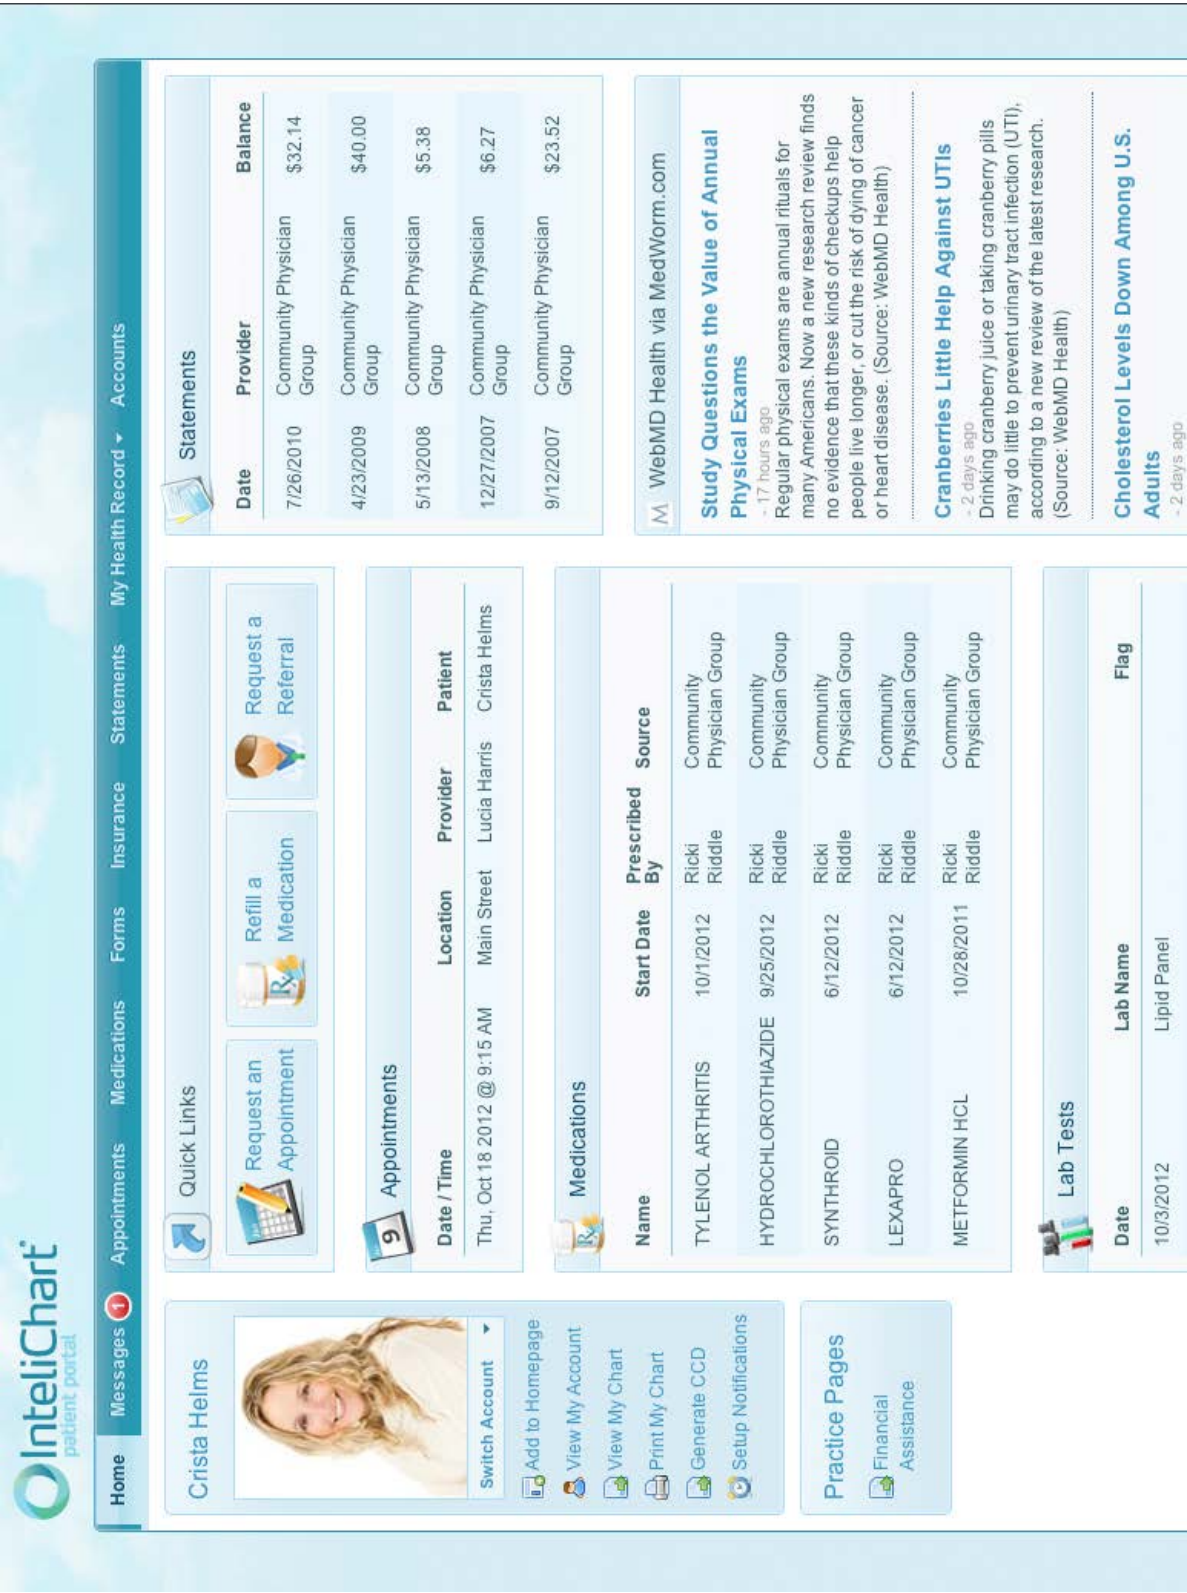 InteliChart
patient portal
Home Messages 1 Appointments Medications Forms Insurance Statements My Health Record Accounts
Crista Helms
Switch Account
Add to Homepage
View My Account
View My Chart
Print My Chart
Generate CCD
Setup Notifications
Practice Pages
Financial
Assistance
Quick Links
Request an
Appointment
Refill a
Medication
Request a
Referral
9
Appointments
Date / Time Location Provider Patient
Thu, Oct 18 2012 @ 9:15 AM Main Street Lucia Harris Crista Helms
Rx
Medications
Name Start Date Prescribed By Source
TYLENOL ARTHRITIS 10/1/2012 Ricki Riddle Community Physician Group
HYDROCHLOROTHIAZIDE 9/25/2012 Ricki Riddle Community Physician Group
SYNTHROID 6/12/2012 Ricki Riddle Community Physician Group
LEXAPRO 6/12/2012 Ricki Riddle Community Physician Group
METFORMIN HCL 10/28/2011 Ricki Riddle Community Physician Group
Lab Tests
Date Lab Name Flag
10/3/2012 Lipid Panel
Statements
Date Provider Balance
7/26/2010 Community Physician Group $32.14
4/23/2009 Community Physician Group $40.00
5/13/2008 Community Physician Group $5.38
12/27/2007 Community Physician Group $6.27
9/12/2007 Community Physician Group $23.52
M WebMD Health via MedWorm.com
Study Questions the Value of Annual
Physical Exams
- 17 hours ago
Regular physical exams are annual rituals for
many Americans. Now a new research review finds
no evidence that these kinds of checkups help
people live longer, or cut the risk of dying of cancer
or heart disease. (Source: WebMD Health)
Cranberries Little Help Against UTIs
- 2 days ago
Drinking cranberry juice or taking cranberry pills
may do little to prevent urinary tract infection (UTI),
according to a new review of the latest research.
(Source: WebMD Health)
Cholesterol Levels Down Among U.S.
Adults
- 2 days ago